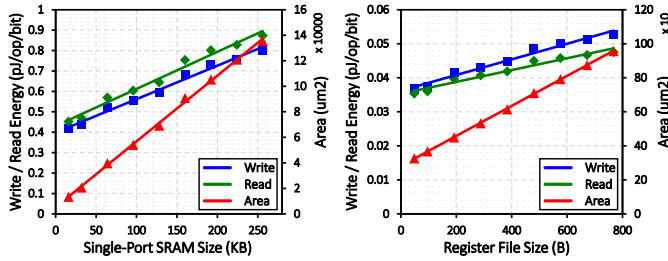 Write / Read Energy (pJ/op/bit)
1
0.9
0.8
0.7
0.6
0.5
0.4
0.3
0.2
0.1
0
0 50 100 150 200 250 300
Single-Port SRAM Size (KB)
16
14
12
10
8
6
4
2
0
x 10000
Area (um2)
Write
Read
Area
Write / Read Energy (pJ/op/bit)
0.06
0.05
0.04
0.03
0.02
0.01
0
0 200 400 600 800
Register File Size (B)
120
100
80
60
40
20
0
x 10
Area (um2)
Write
Read
Area